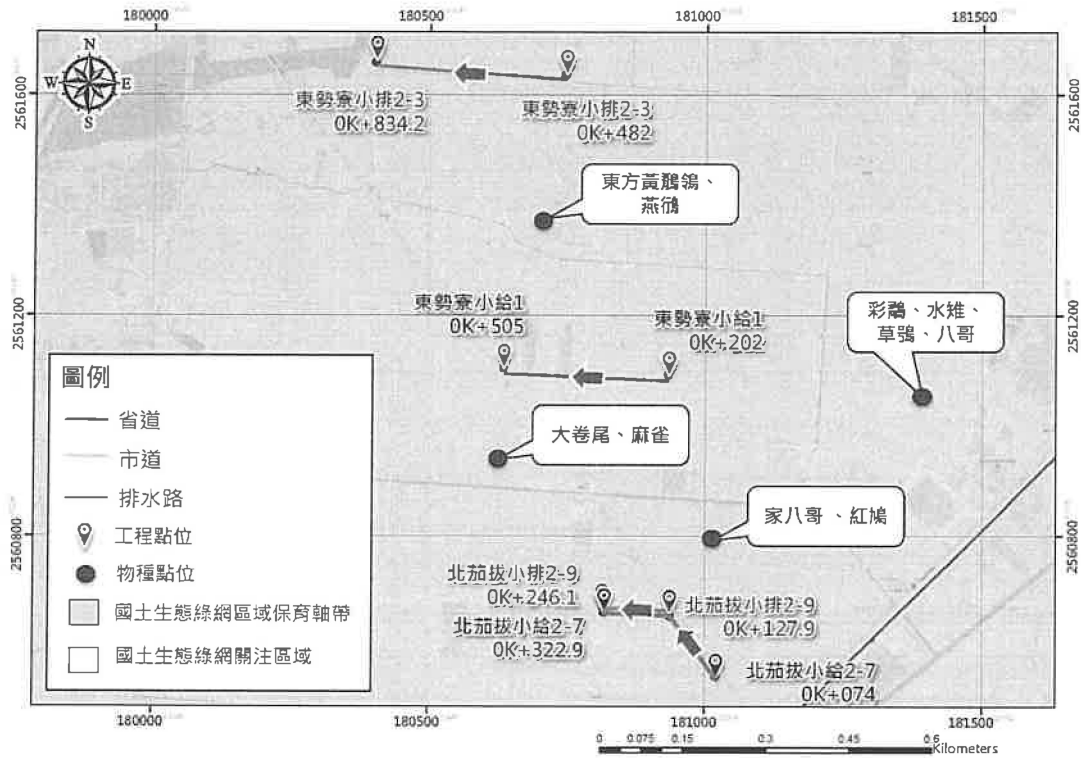 180000
180500
181000
181500
N
W
E
S
2561600
2561600
東勢寮小排2-3
0K+834.2
東勢寮小排2-3
0K+482
東方黃鶺鴒、
燕鴴
2561200
2561200
東勢寮小給1
0K+505
東勢寮小給1
0K+202
彩鷸、水雉、
草鴞、八哥
圖例
省道
市道
排水路
工程點位
物種點位
國土生態綠網區域保育軸帶
國土生態綠網關注區域
大卷尾、麻雀
家八哥、紅鳩
2560800
2560800
北茄拔小排2-9
0K+246.1
北茄拔小給2-7
0K+322.9
北茄拔小排2-9
0K+127.9
北茄拔小給2-7
0K+074
180000
180500
181000
181500
0 0.075 0.15 0.3 0.45 0.6
Kilometers